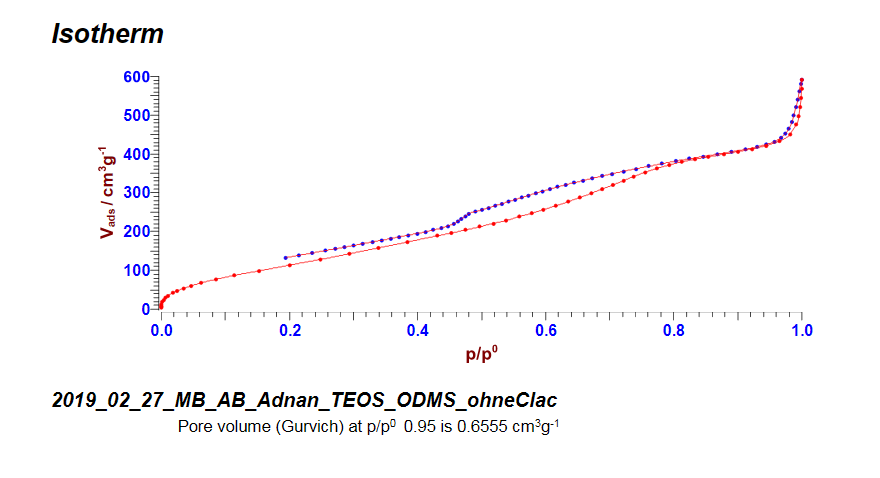 Isotherm
600
500
400
300
200
100
0
Vads / cm³g⁻¹
0.0 0.2 0.4 0.6 0.8 1.0
p/p⁰
2019_02_27_MB_AB_Adnan_TEOS_ODMS_ohneClac
Pore volume (Gurvich) at p/p⁰ 0.95 is 0.6555 cm³g⁻¹